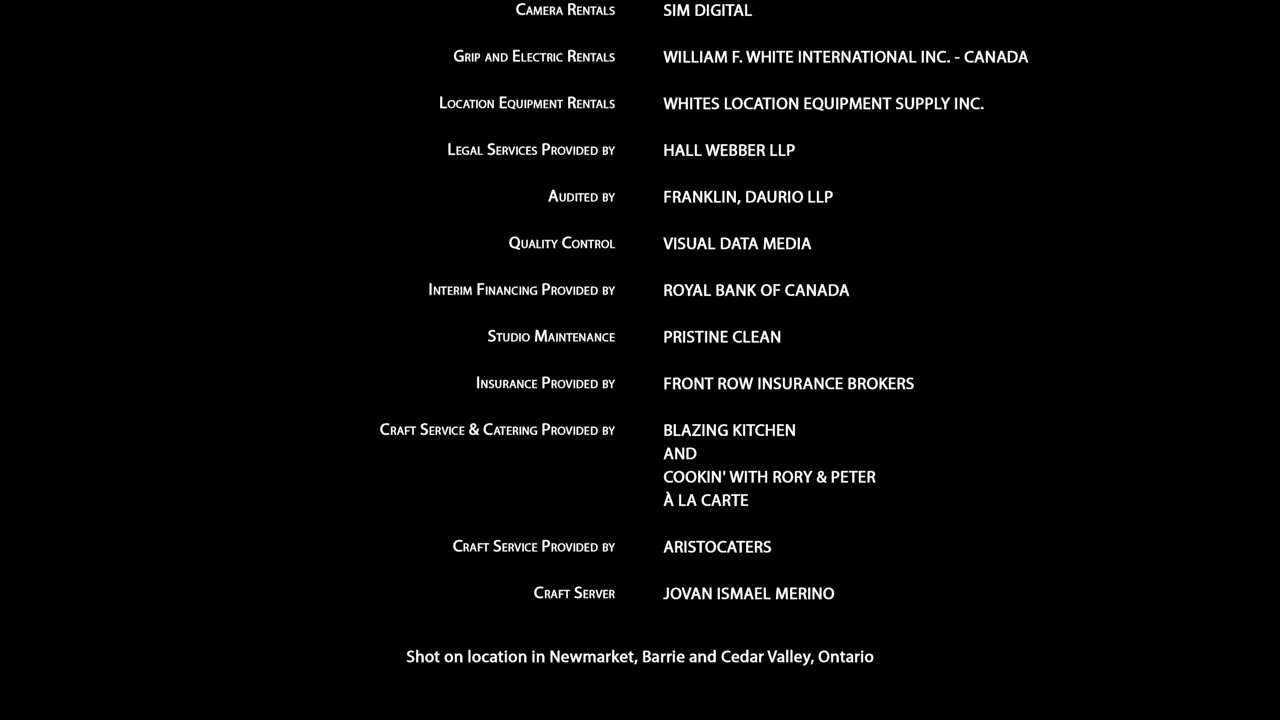 Camera Rentals SIM DIGITAL
Grip and Electric Rentals WILLIAM F. WHITE INTERNATIONAL INC. - CANADA
Location Equipment Rentals WHITES LOCATION EQUIPMENT SUPPLY INC.
Legal Services Provided by HALL WEBBER LLP
Audited by FRANKLIN, DAURIO LLP
Quality Control VISUAL DATA MEDIA
Interim Financing Provided by ROYAL BANK OF CANADA
Studio Maintenance PRISTINE CLEAN
Insurance Provided by FRONT ROW INSURANCE BROKERS
Craft Service & Catering Provided by BLAZING KITCHEN
AND
COOKIN' WITH RORY & PETER
À LA CARTE
Craft Service Provided by ARISTOCATERS
Craft Server JOVAN ISMAEL MERINO
Shot on location in Newmarket, Barrie and Cedar Valley, Ontario